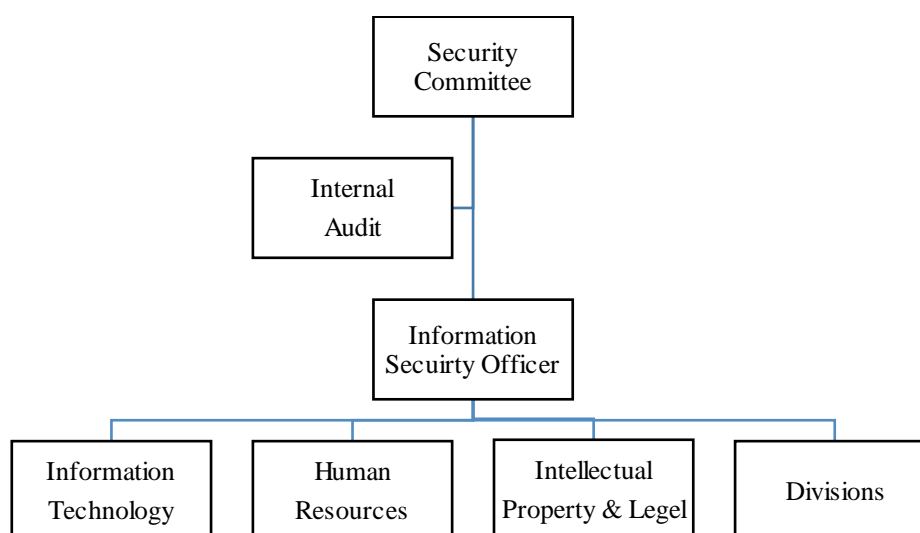 Security
Committee
Internal
Audit
Information
Secuirty Officer
Information
Technology
Human
Resources
Intellectual
Property & Legel
Divisions